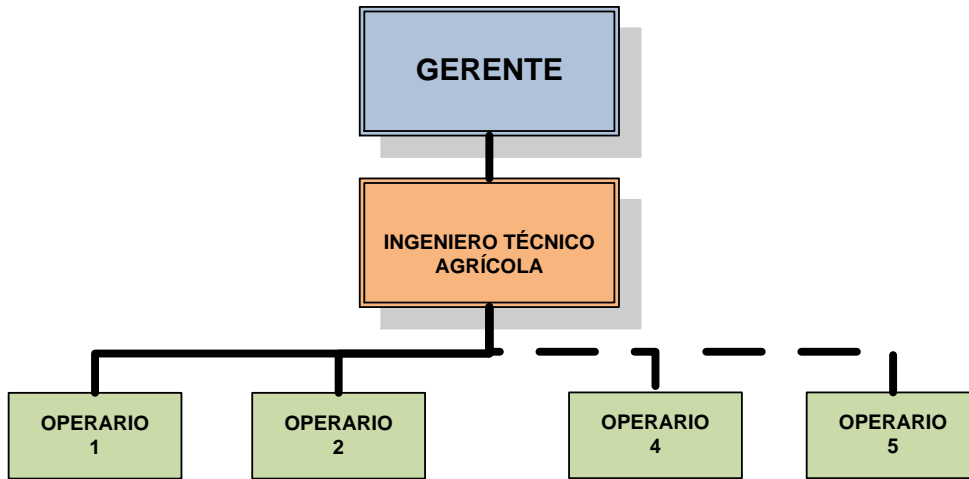 GERENTE
INGENIERO TÉCNICO
AGRÍCOLA
OPERARIO
1
OPERARIO
2
OPERARIO
4
OPERARIO
5